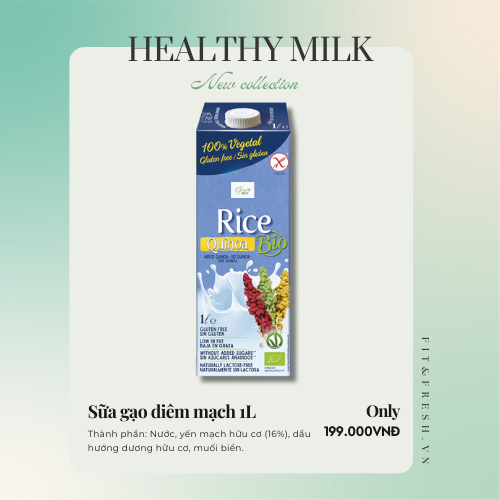 HEALTHY MILK
New collection
1ℓ e
100% Vegetal
Gluten free / Sin gluten
Rice
Quinoa Bio
1ℓ e
GLUTEN FREE
SIN GLUTEN
LOW IN FAT
BAJA EN GRASA
WITHOUT ADDED SUGARS**
SIN AZÚCARES AÑADIDOS**
NATURALLY LACTOSE-FREE
NATURALMENTE SIN LACTOSA
Sữa gạo diêm mạch 1L
Thành phần: Nước, yến mạch hữu cơ (16%), dầu
hướng dương hữu cơ, muối biển.
Only
199.000VNĐ
FIT&FRESH.VN